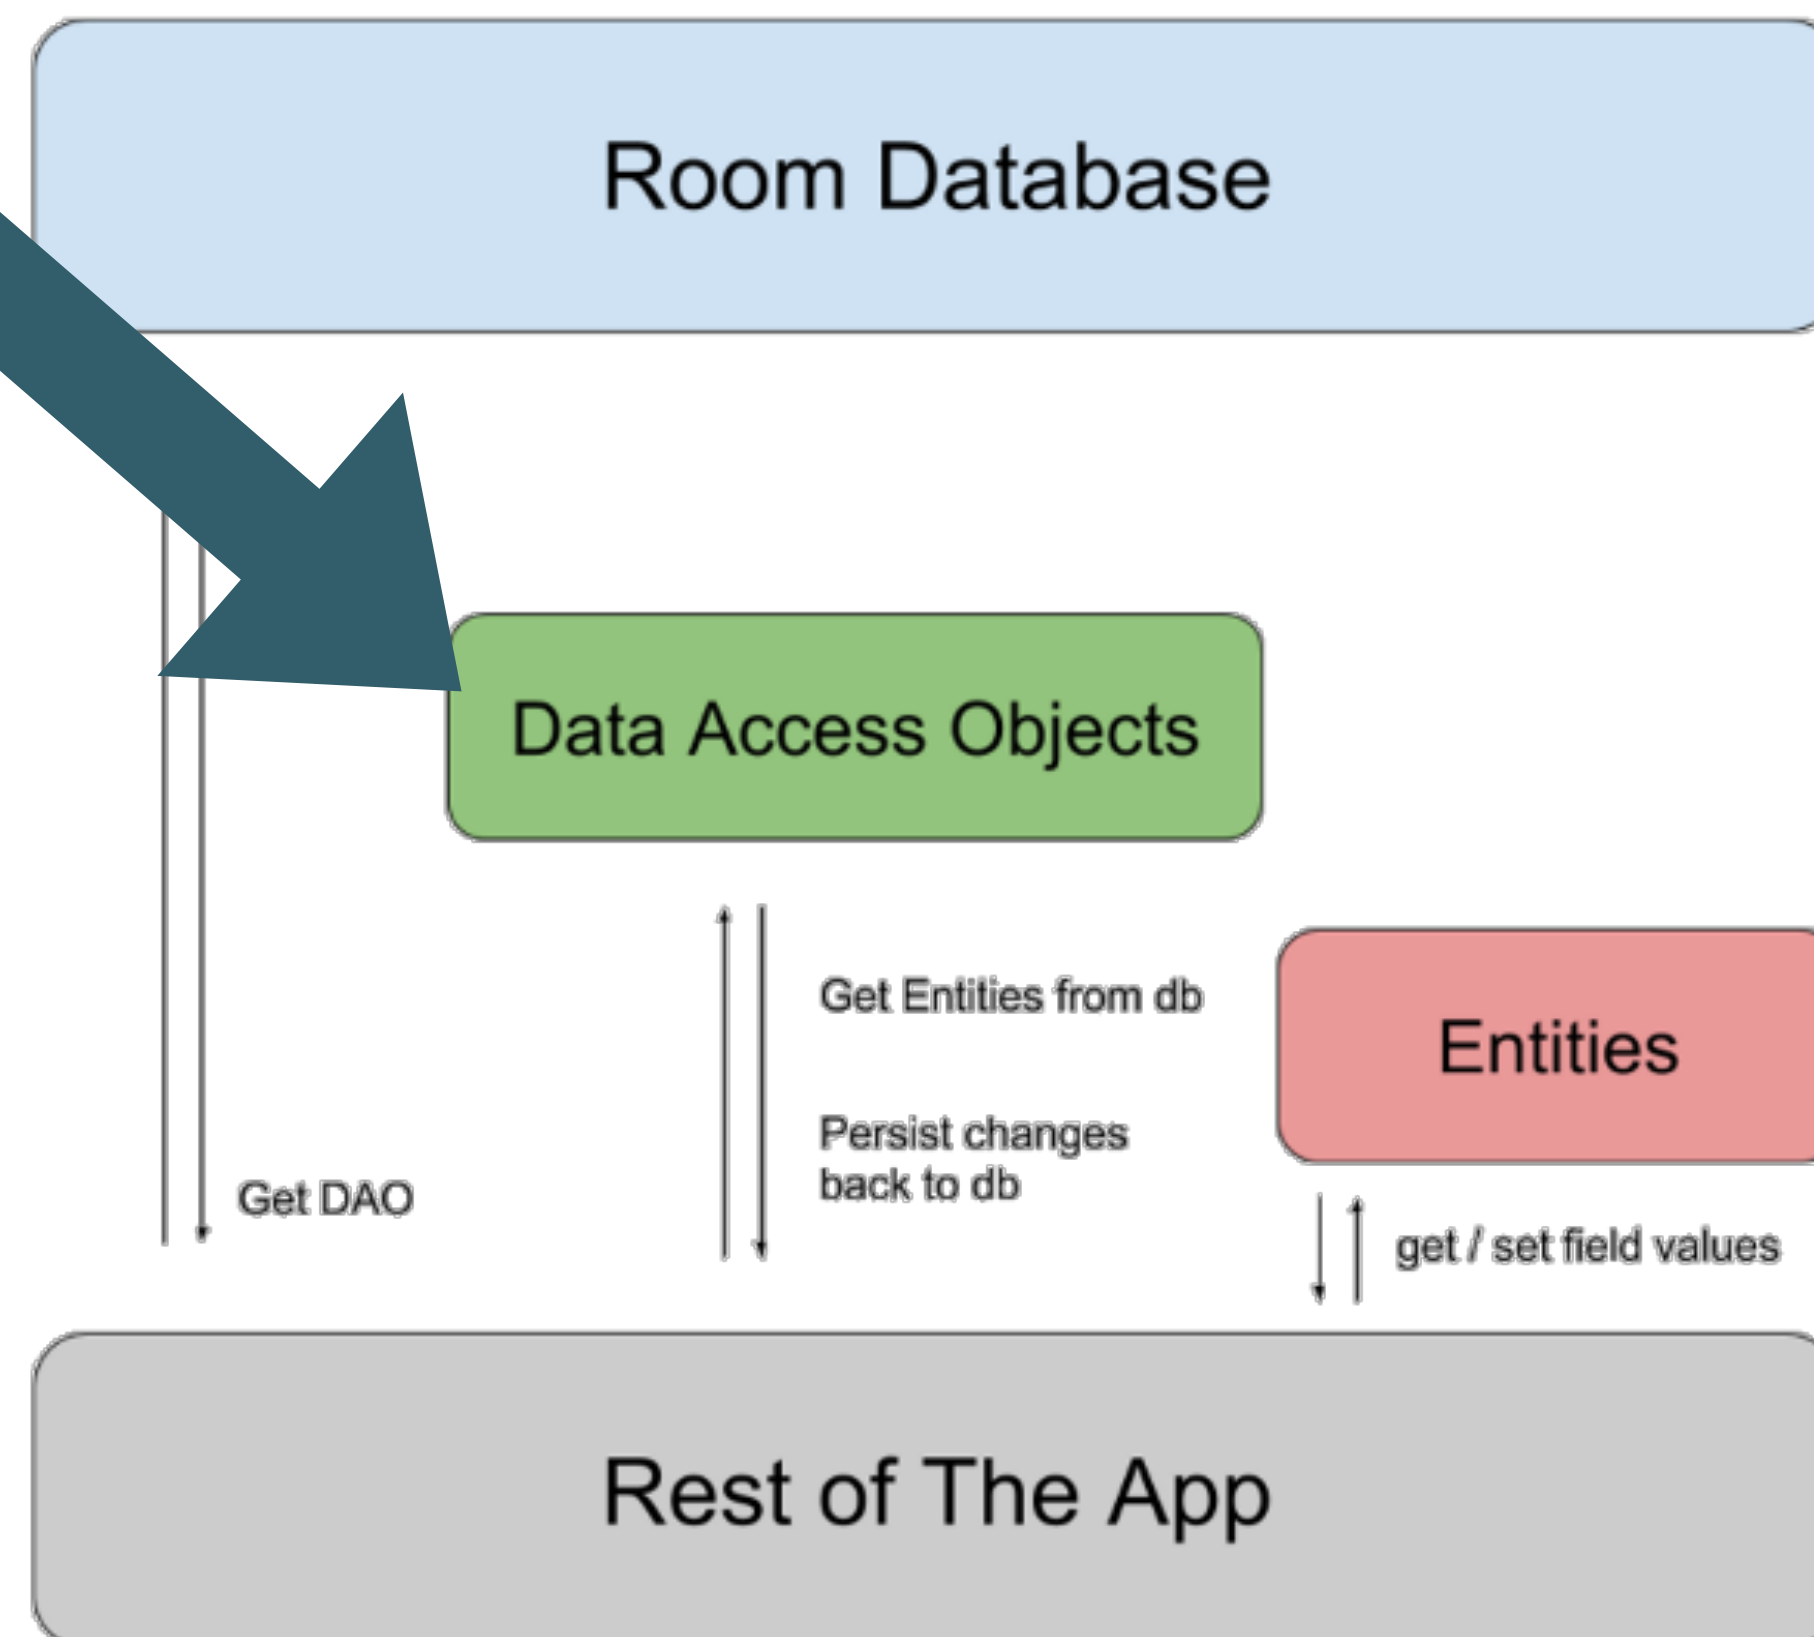 Room Database
Data Access Objects
Get Entities from db
Entities
Persist changes
back to db
Get DAO
get / set field values
Rest of The App